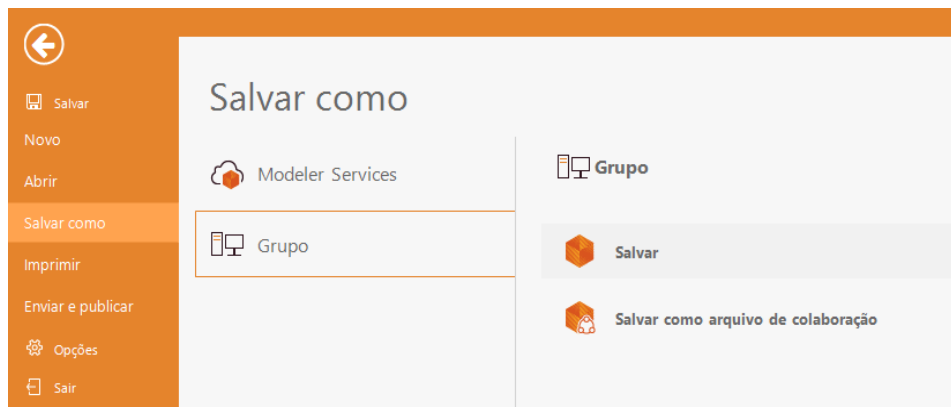 Salvar
Novo
Abrir
Salvar como
Imprimir
Enviar e publicar
Opções
Sair
Salvar como
Modeler Services
Grupo
Grupo
Salvar
Salvar como arquivo de colaboração